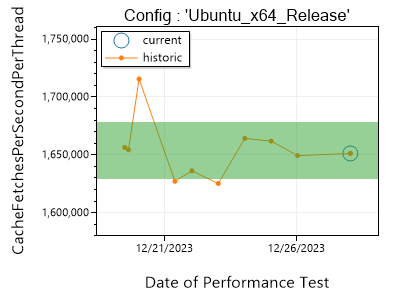 Config : 'Ubuntu_x64_Release'
CacheFetchesPerSecondPerThread
1,750,000
1,700,000
1,650,000
1,600,000
current
historic
12/21/2023
12/26/2023
Date of Performance Test